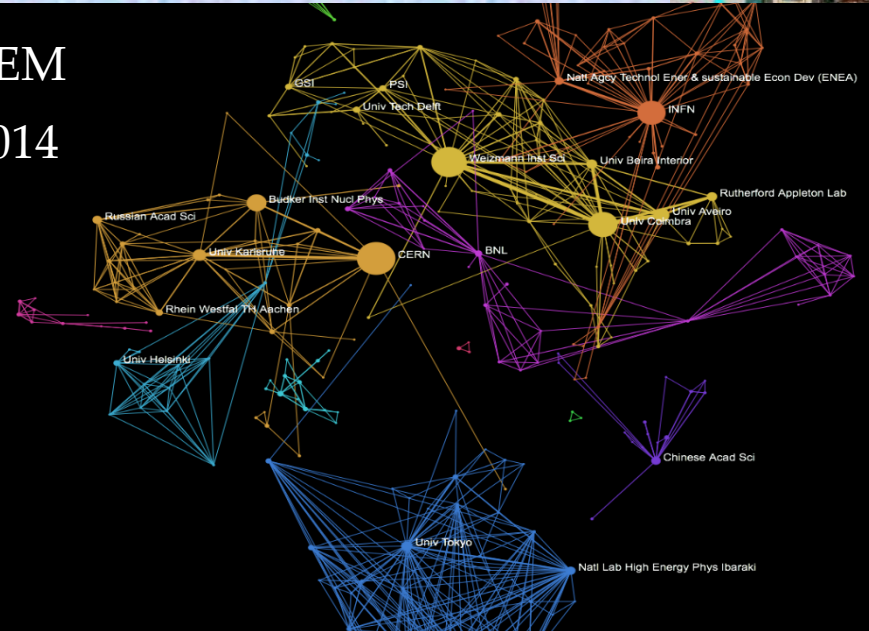 EM
014
Natl Agcy Technol Ener & sustainable Econ Dev (ENEA)
GSI
PSI
INFN
Univ Tech Delft
Weizmann Inst Sci
Univ Beira Interior
Rutherford Appleton Lab
Budker Inst Nucl Phys
Univ Aveiro
Russian Acad Sci
Univ Coimbra
Univ Karlsruhe
CERN
BNL
Rhein Westfal TH Aachen
Univ Helsinki
Chinese Acad Sci
Univ Tokyo
Natl Lab High Energy Phys Ibaraki